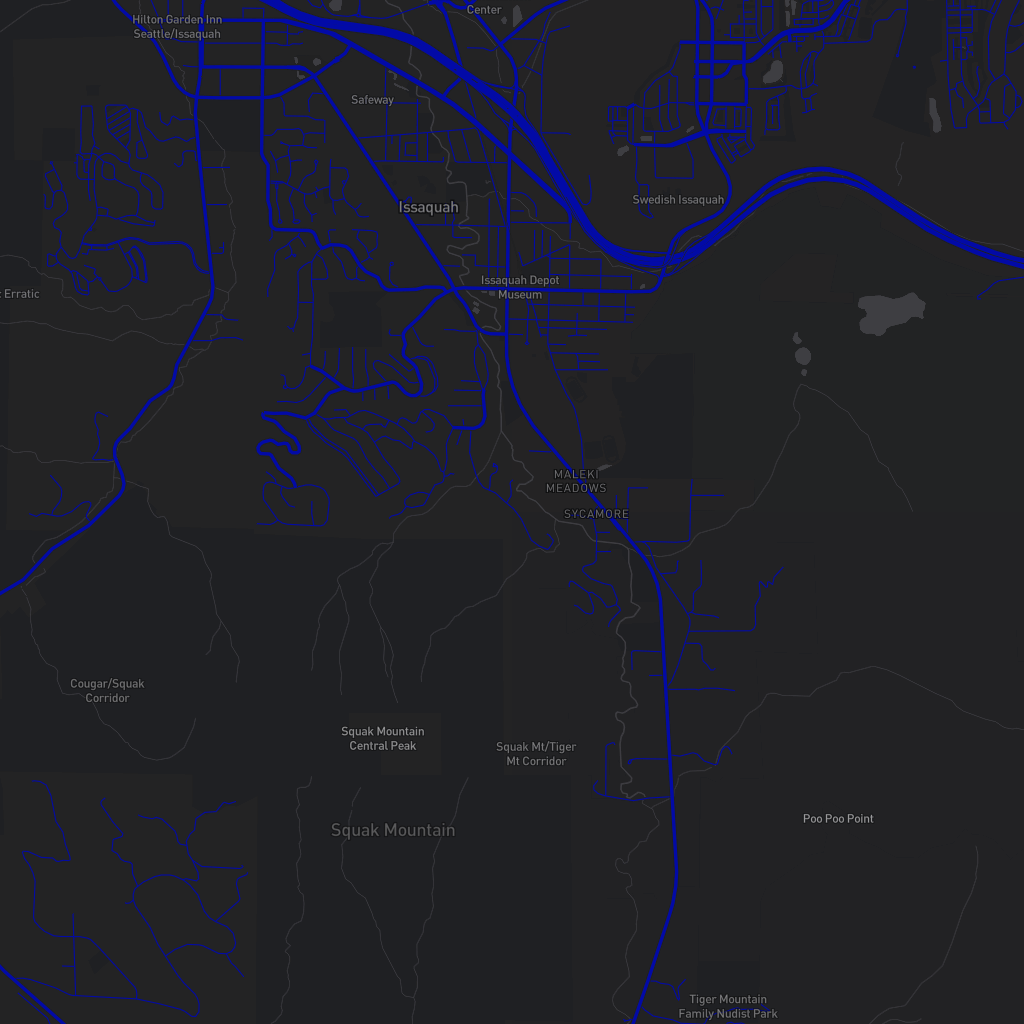 Center
Hilton Garden Inn
Seattle/Issaquah
Safeway
Swedish Issaquah
Issaquah
Issaquah Depot
Museum
: Erratic
MALEKI
MEADOWS
SYCAMORE
Cougar/Squak
Corridor
Squak Mountain
Central Peak
Squak Mt/Tiger
Mt Corridor
Poo Poo Point
Squak Mountain
Tiger Mountain
Family Nudist Park